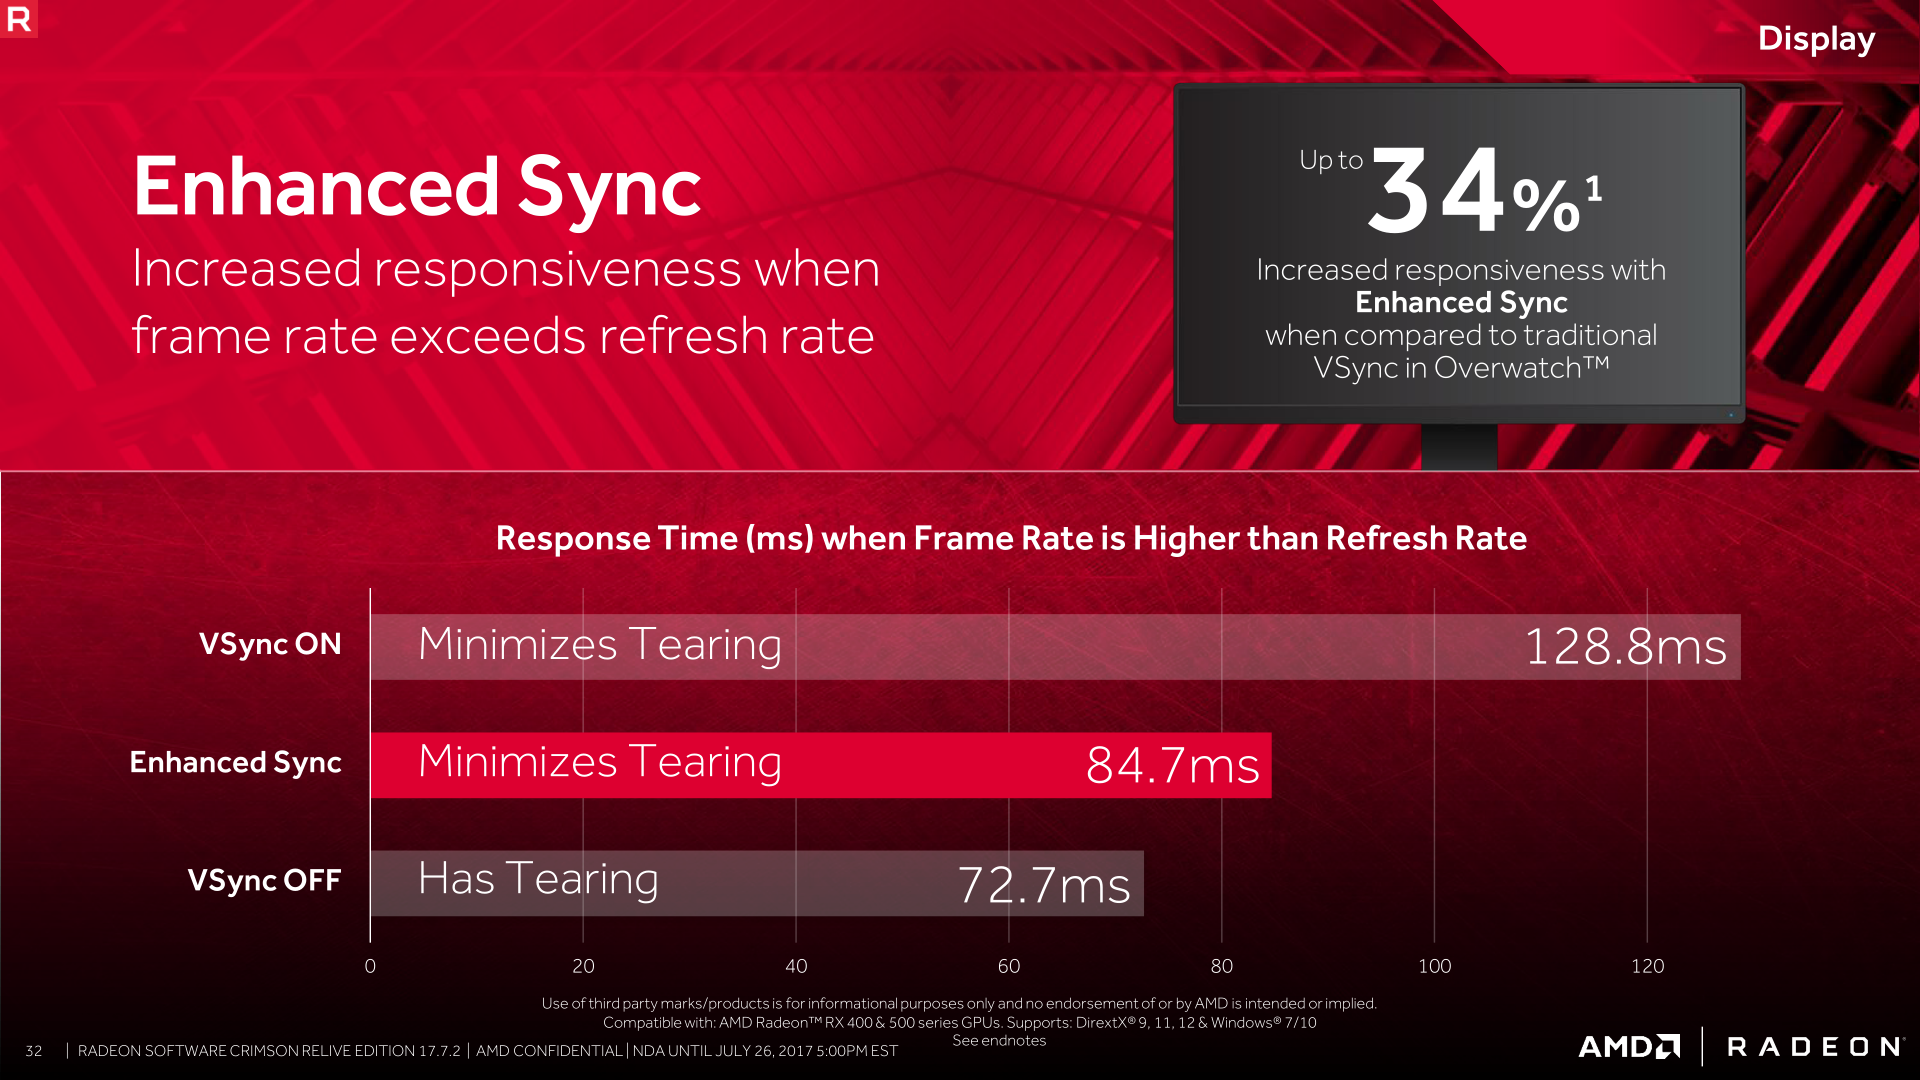 R
Display
Enhanced Sync
Increased responsiveness when
frame rate exceeds refresh rate
Up to 34%1
Increased responsiveness with
Enhanced Sync
when compared to traditional
VSync in Overwatch™
Response Time (ms) when Frame Rate is Higher than Refresh Rate
VSync ON Minimizes Tearing 128.8ms
Enhanced Sync Minimizes Tearing 84.7ms
VSync OFF Has Tearing 72.7ms
0 20 40 60 80 100 120
Use of third party marks/products is for informational purposes only and no endorsement of or by AMD is intended or implied.
Compatible with: AMD Radeon™ RX 400 & 500 series GPUs. Supports: DirextX® 9, 11, 12 & Windows® 7/10
See endnotes
32 | RADEON SOFTWARE CRIMSON RELIVE EDITION 17.7.2 | AMD CONFIDENTIAL | NDA UNTIL JULY 26, 2017 5:00PM EST
AMD | RADEON